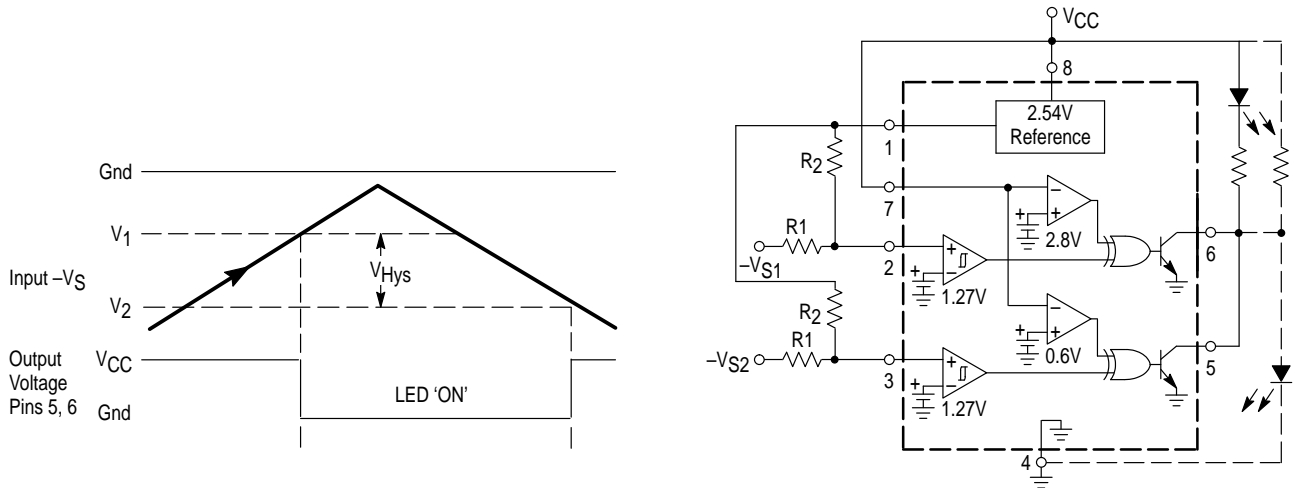 Gnd
V1
Input –VS
VHys
V2
Output Voltage Pins 5, 6
VCC
LED 'ON'
Gnd
VCC
8
2.54V
Reference
1
R2
7
–
+
+
2.8V
6
R1
–VS1
2
+
–
+
1.27V
R2
–
+
+
0.6V
R1
–VS2
3
+
–
+
1.27V
5
4